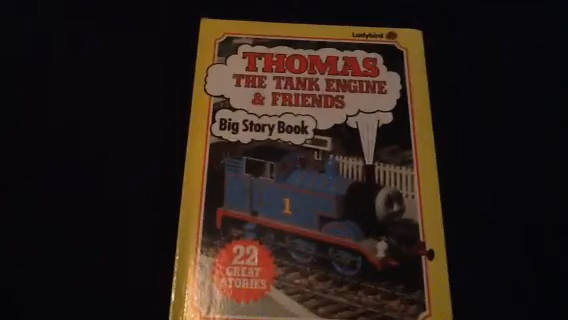 Ladybird
THOMAS
THE TANK ENGINE
& FRIENDS
Big Story Book
1
22
GREAT
STORIES